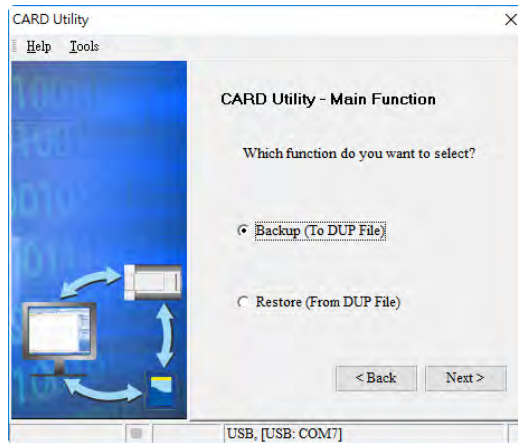 CARD Utility
Help Tools
CARD Utility - Main Function
Which function do you want to select?
Backup (To DUP File)
Restore (From DUP File)
< Back Next >
USB, [USB: COM7]